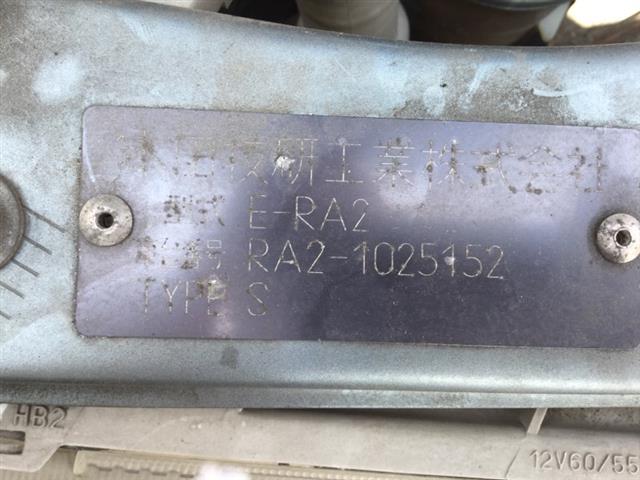 本田技研工業株式会社
型式 E-RA2
RA2-1025152
TYPE S
HB2
12V60/55